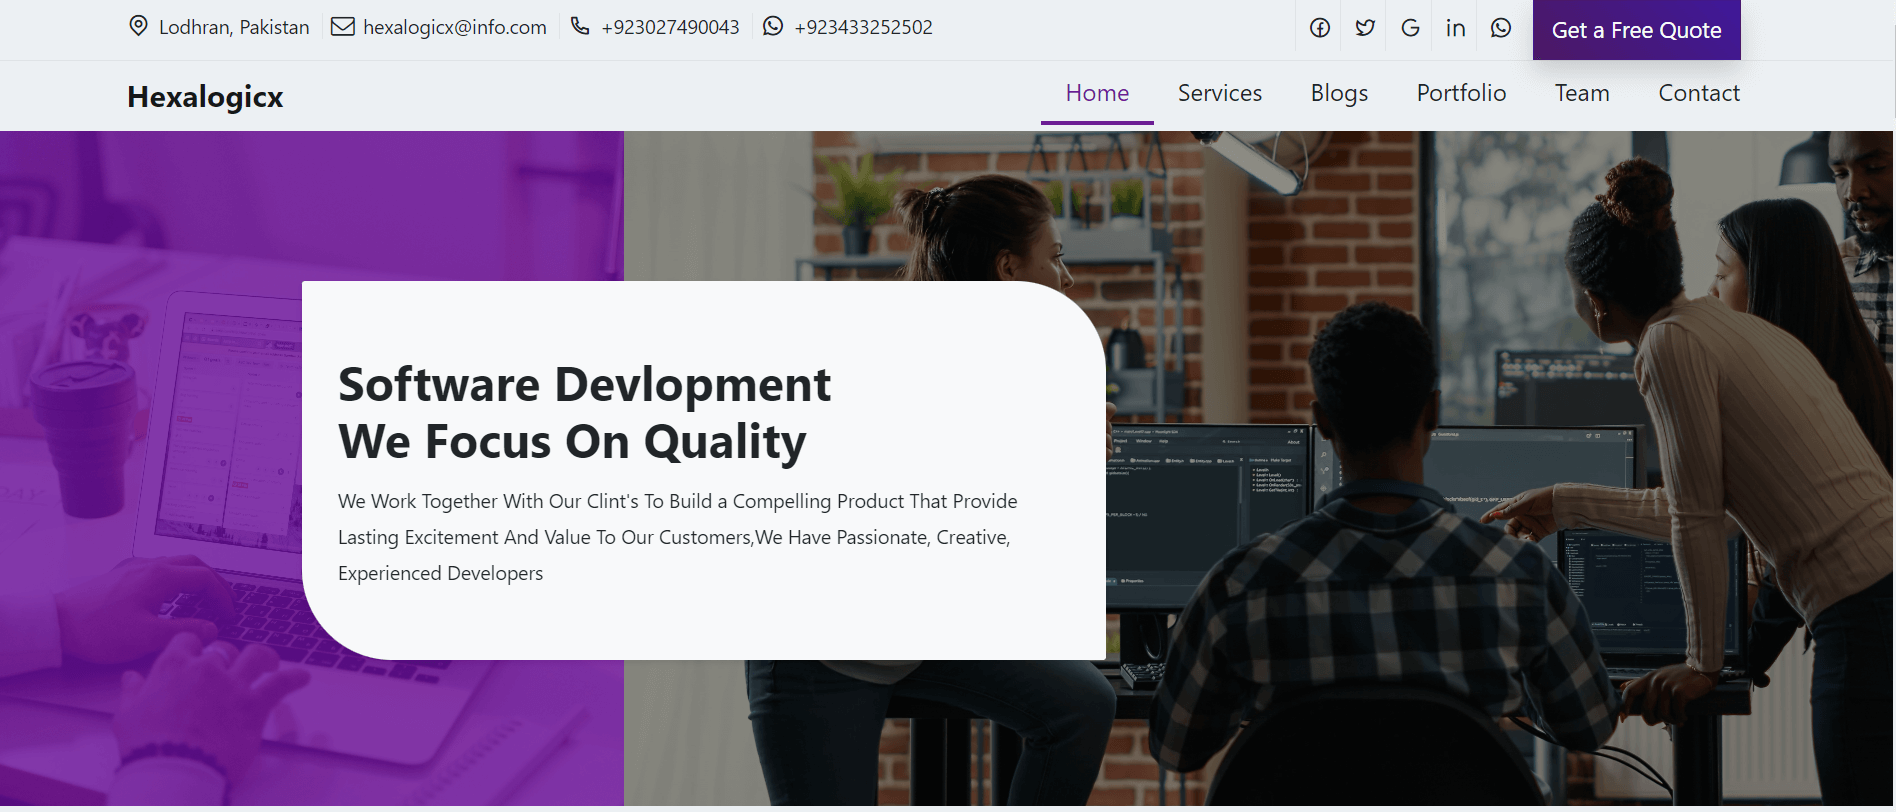 Lodhran, Pakistan hexalogicx@info.com +923027490043 +923433252502 Get a Free Quote
Hexalogicx Home Services Blogs Portfolio Team Contact
Software Devlopment
We Focus On Quality
We Work Together With Our Clint's To Build a Compelling Product That Provide
Lasting Excitement And Value To Our Customers,We Have Passionate, Creative,
Experienced Developers